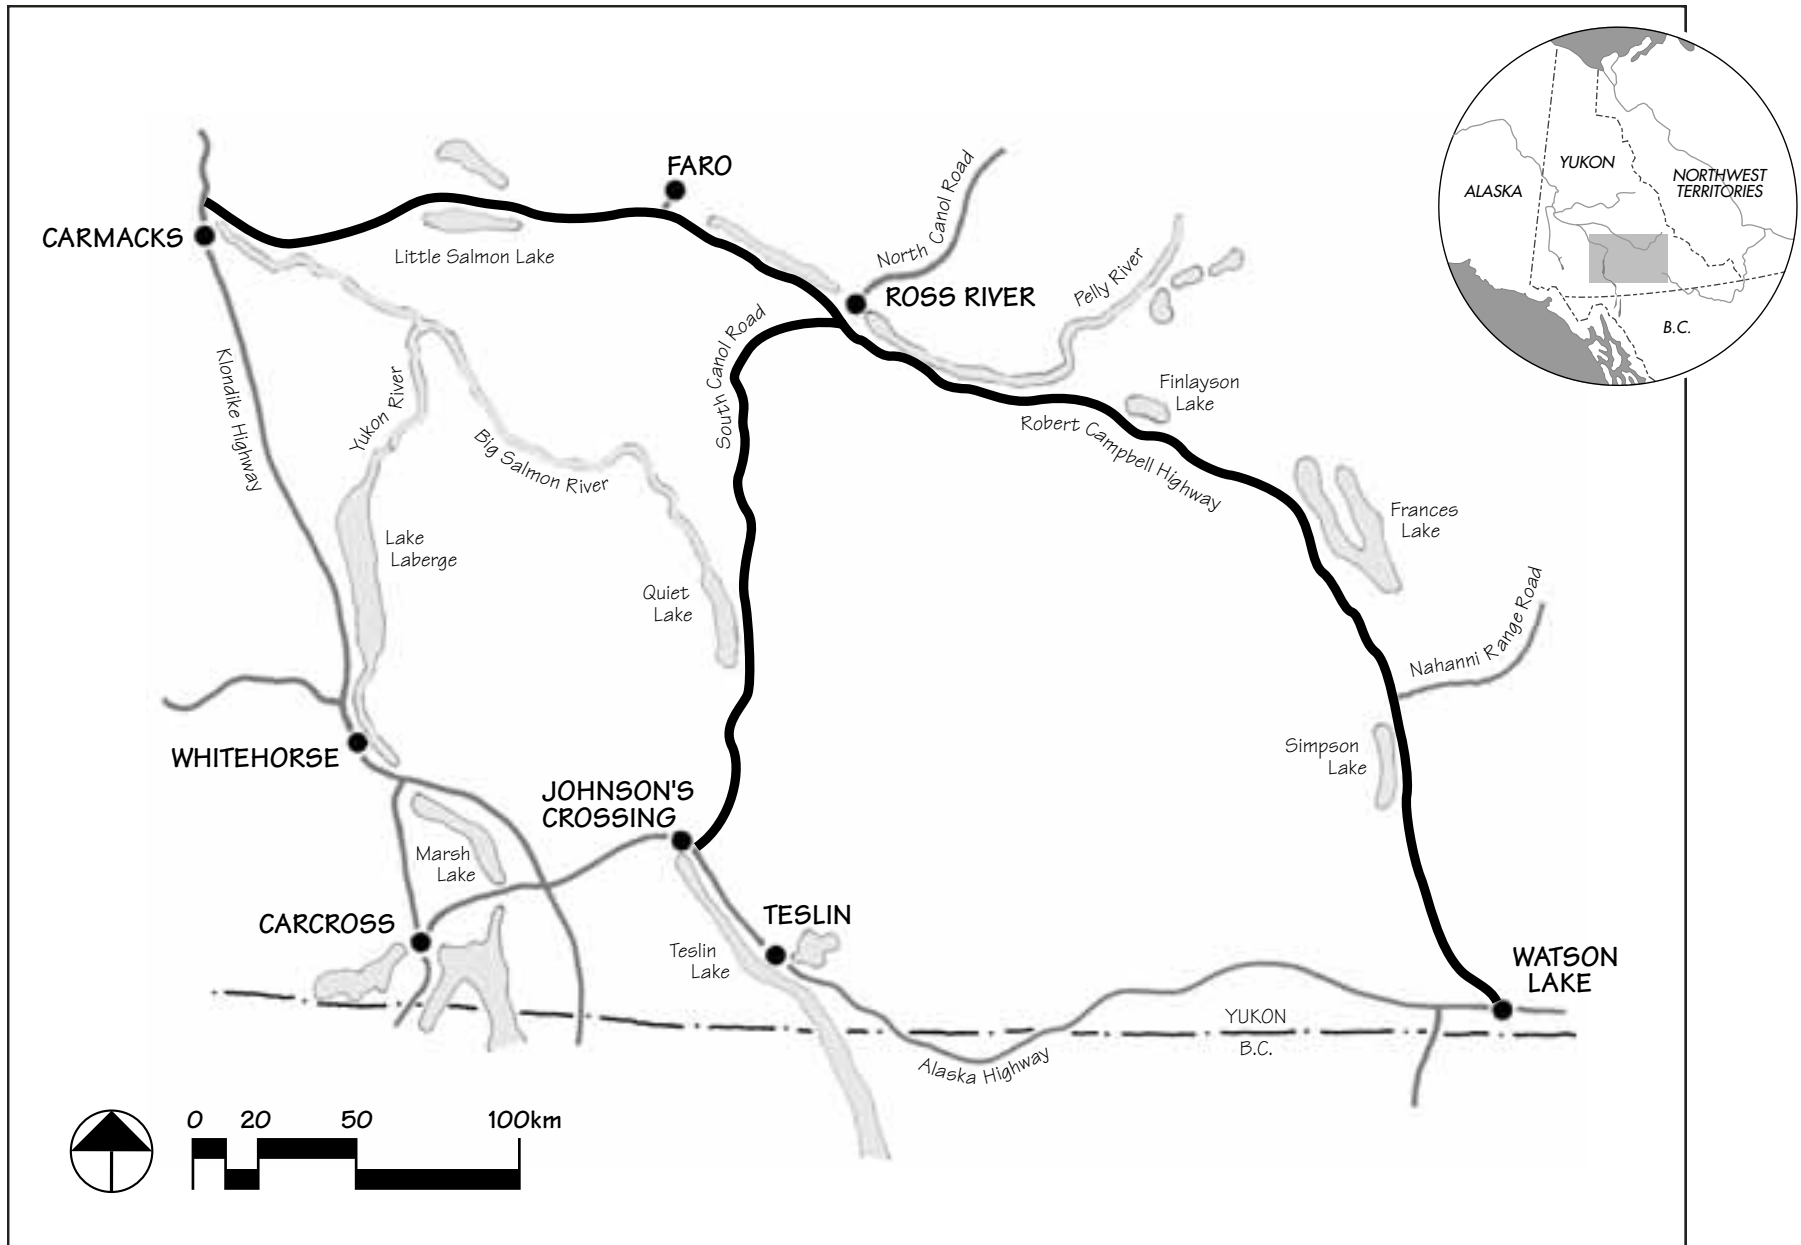 FARO
CARMACKS
Little Salmon Lake
North Canol Road
ROSS RIVER
Pelly River
South Canol Road
Klondike Highway
Yukon River
Big Salmon River
Finlayson
Lake
Robert Campbell Highway
Frances
Lake
Lake
Laberge
Quiet
Lake
Nahanni Range Road
Simpson
Lake
WHITEHORSE
JOHNSON'S
CROSSING
Marsh
Lake
CARCROSS
TESLIN
Teslin
Lake
WATSON
LAKE
YUKON
B.C.
Alaska Highway
0 20 50 100km
YUKON
ALASKA
NORTHWEST
TERRITORIES
B.C.